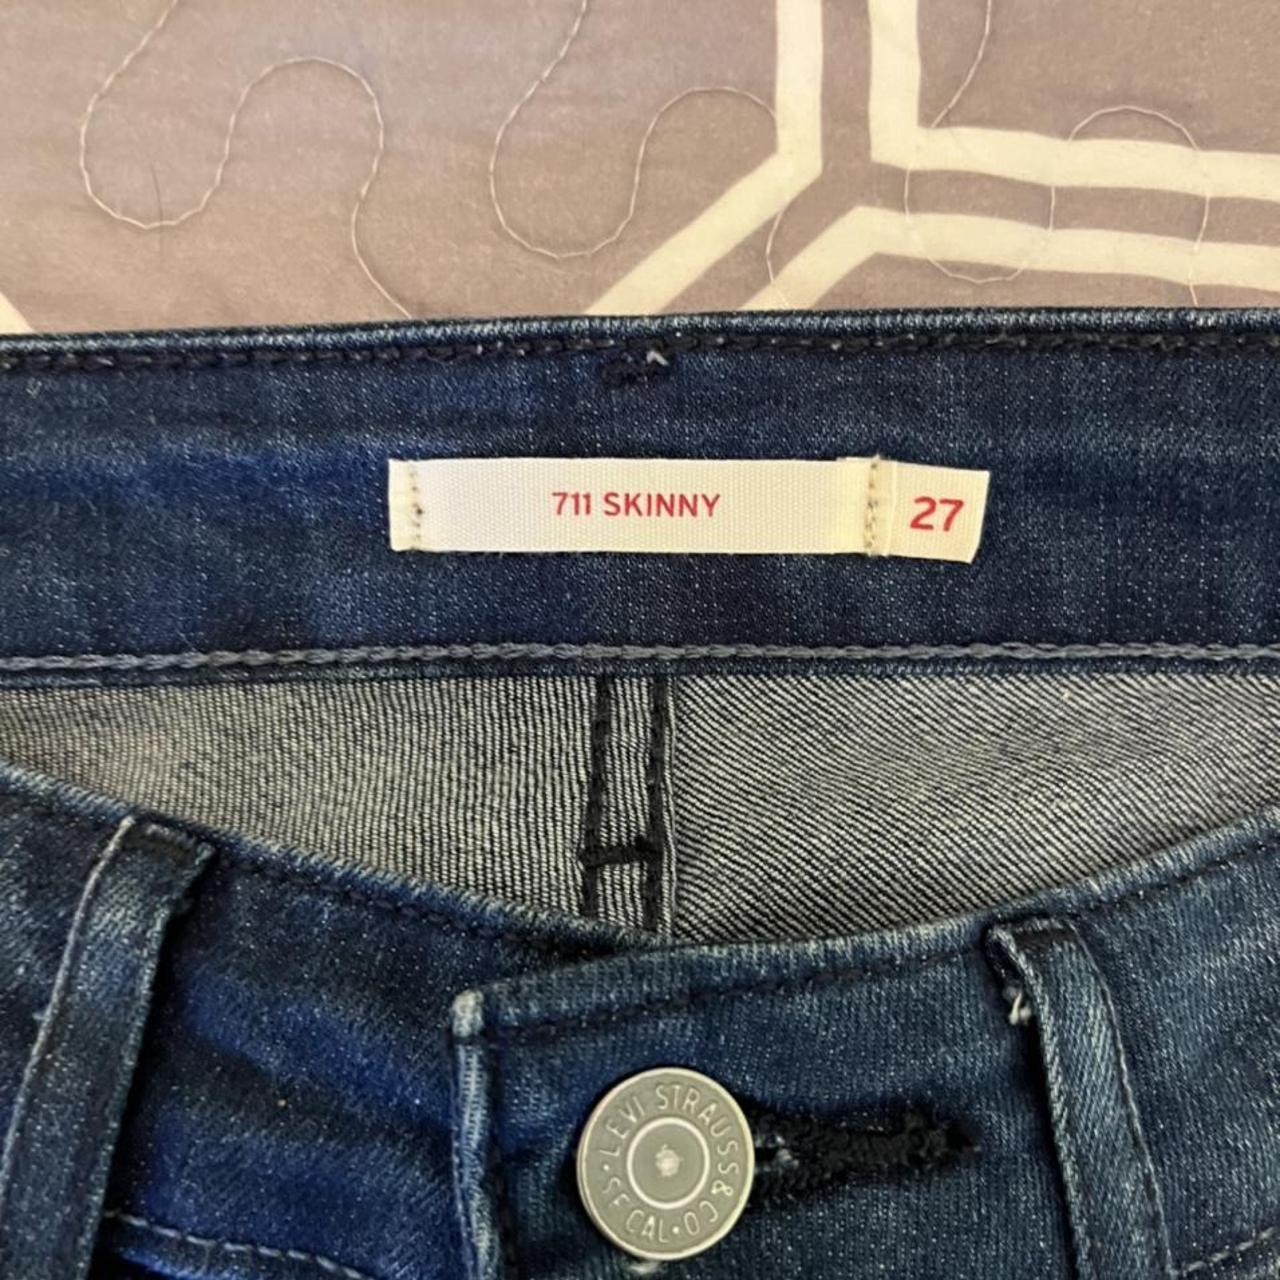 711 SKINNY
27
LEVI STRAUSS & CO
· S F CAL ·